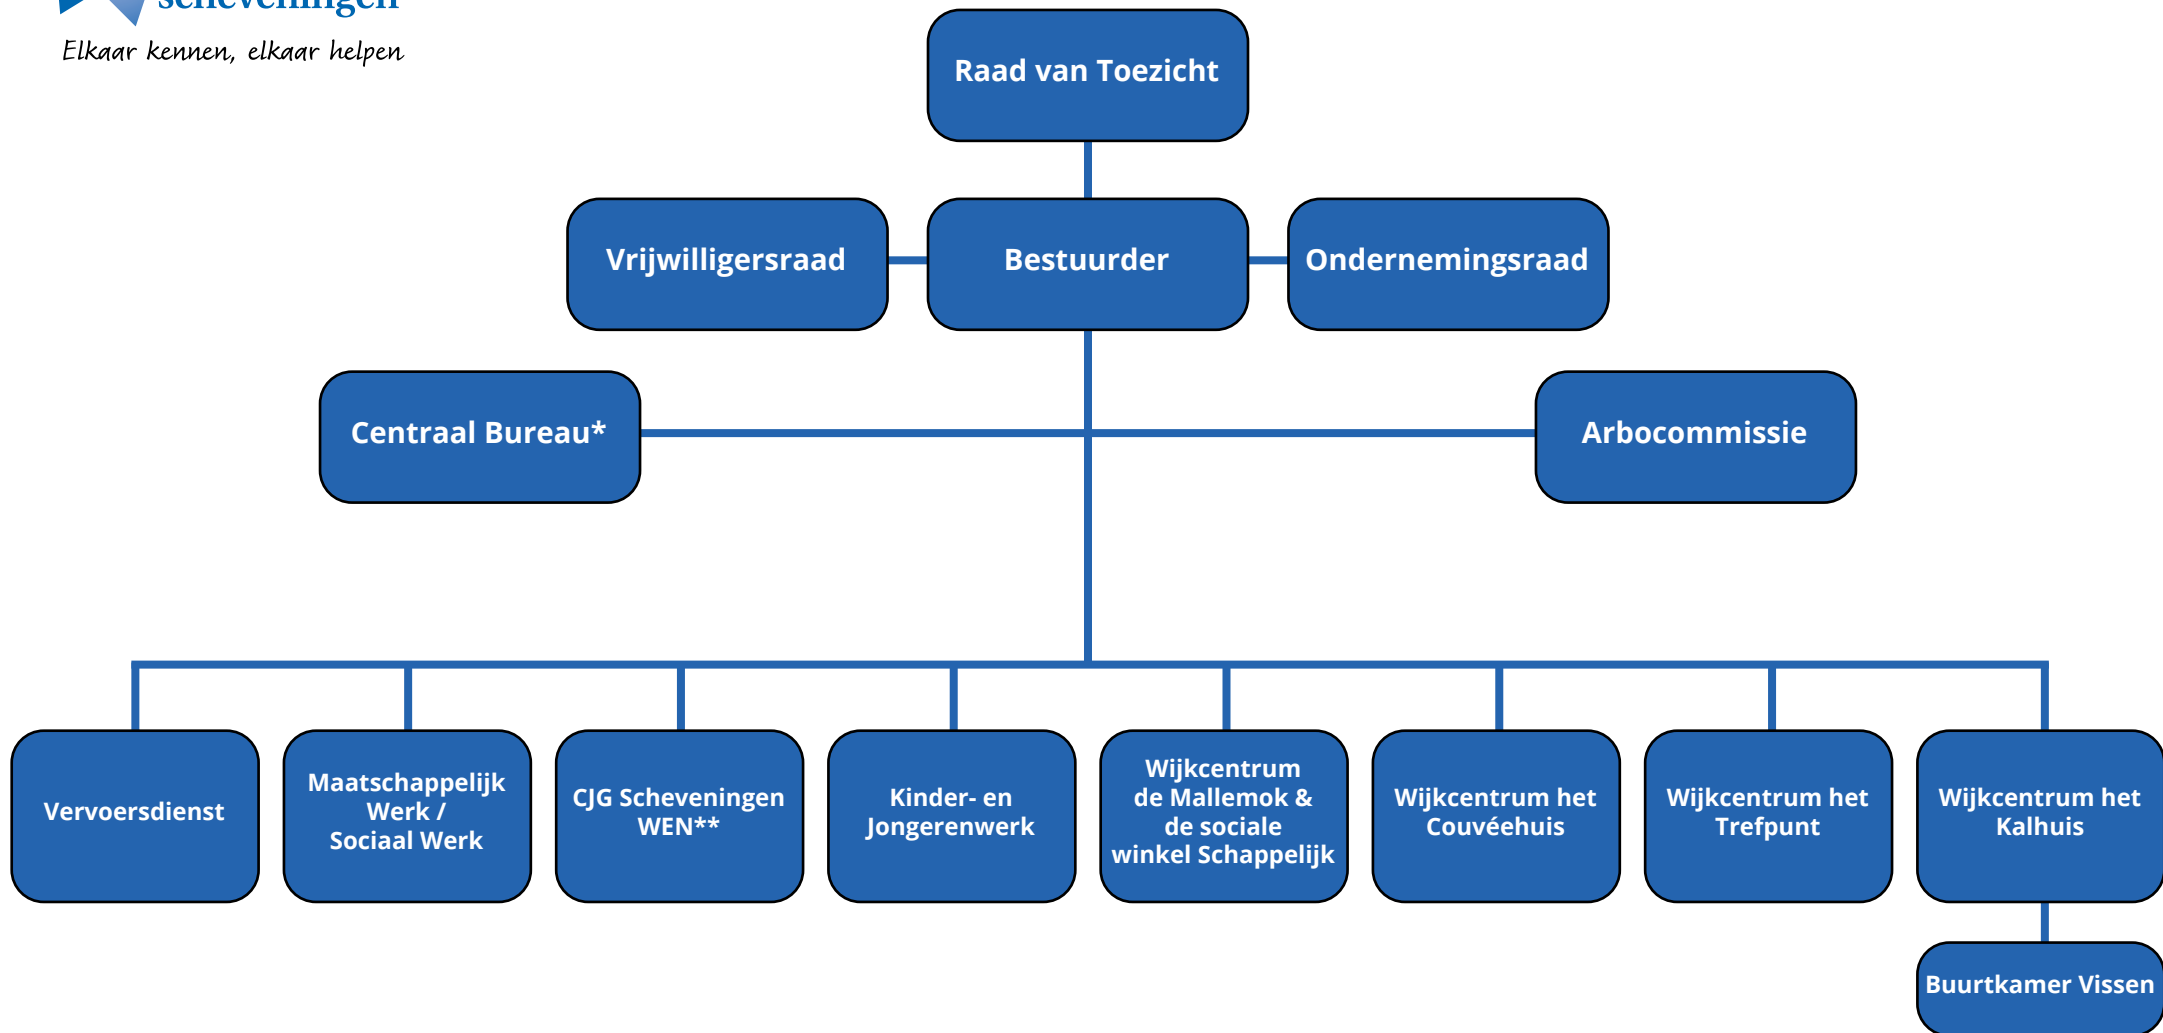 scheveningen
Elkaar kennen, elkaar helpen
Raad van Toezicht
Vrijwilligersraad
Bestuurder
Ondernemingsraad
Centraal Bureau*
Arbocommissie
Vervoersdienst
Maatschappelijk
Werk /
Sociaal Werk
CJG Scheveningen
WEN**
Kinder- en
Jongerenwerk
Wijkcentrum
de Mallemok &
de sociale
winkel Schappelijk
Wijkcentrum het
Couvéehuis
Wijkcentrum het
Trefpunt
Wijkcentrum het
Kalhuis
Buurtkamer Vissen